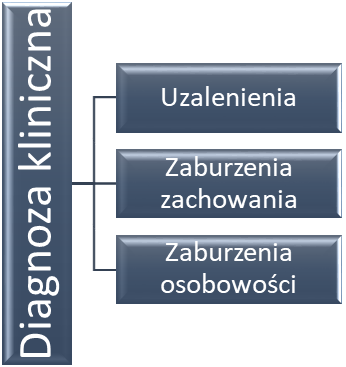 Diagnoza kliniczna
Uzalenienia
Zaburzenia
zachowania
Zaburzenia
osobowości